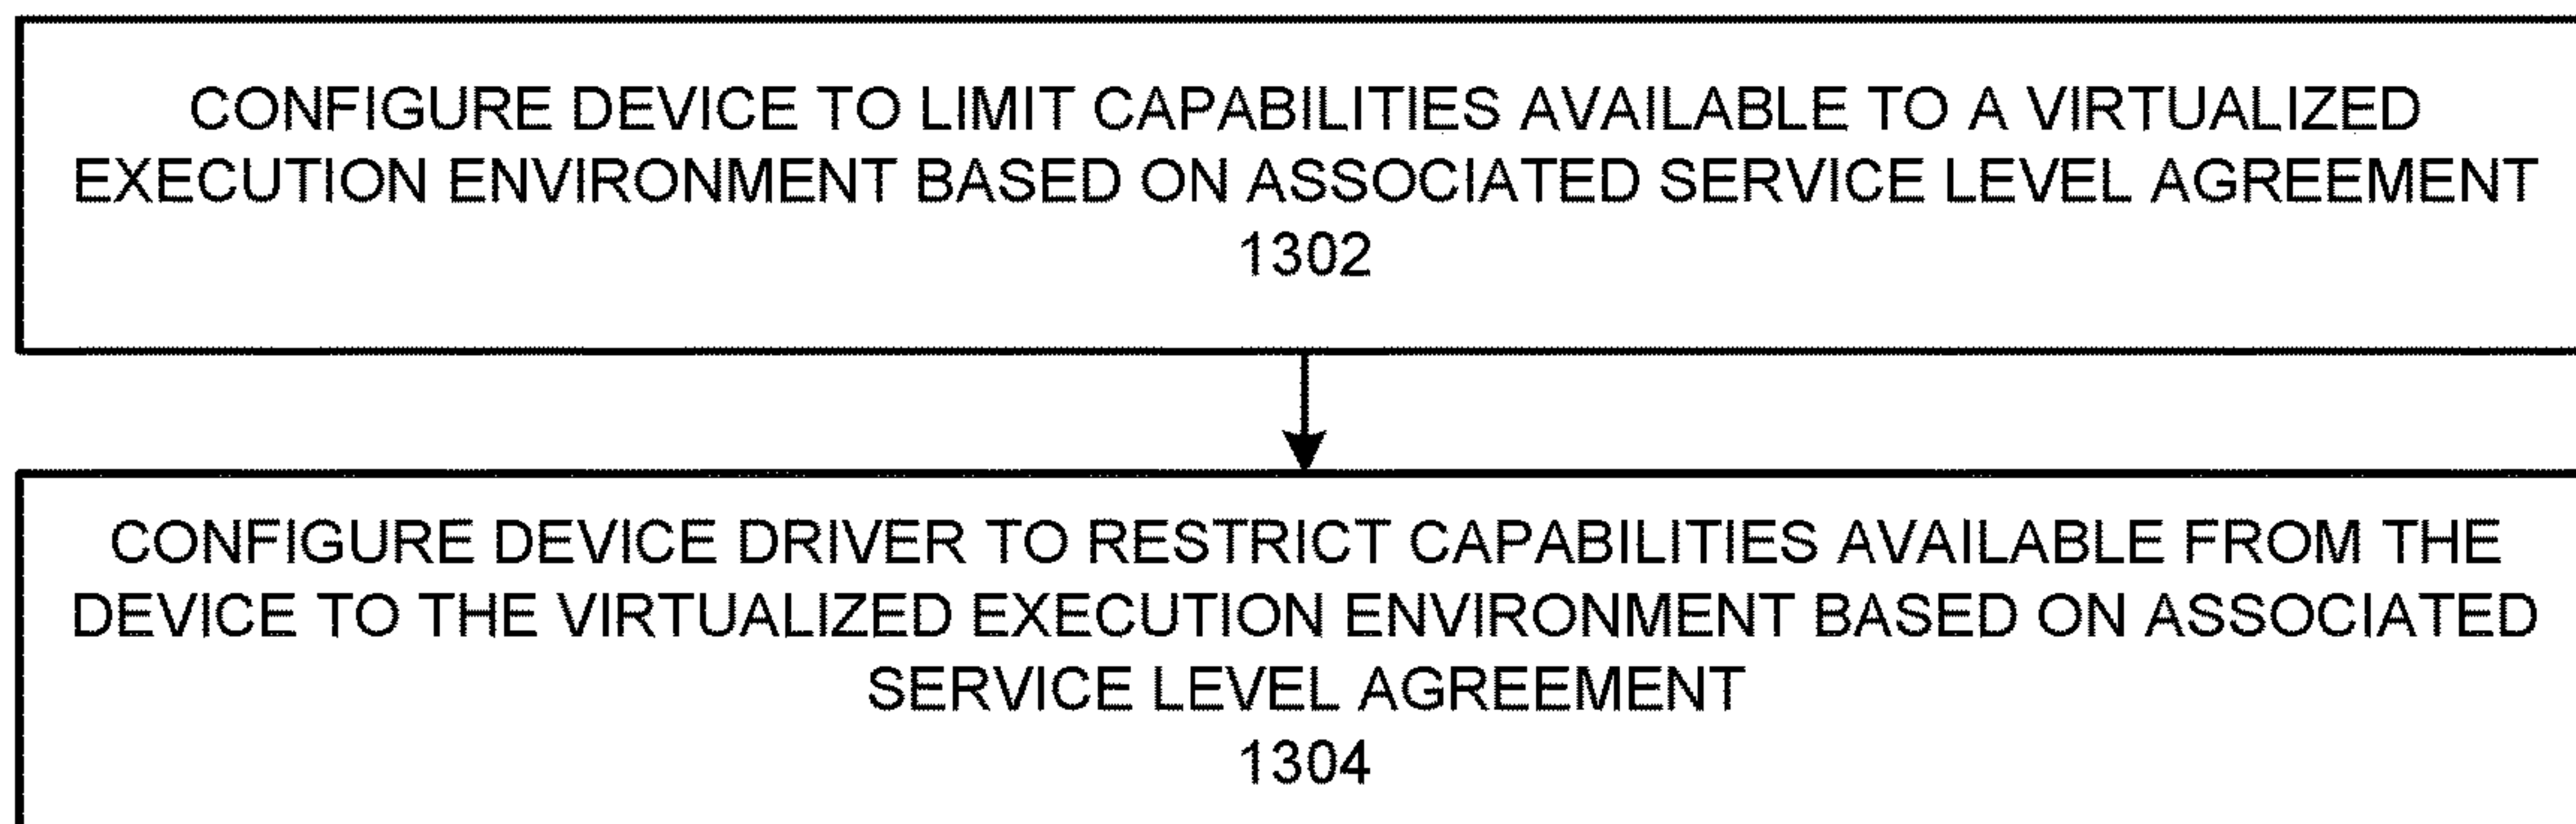 CONFIGURE DEVICE TO LIMIT CAPABILITIES AVAILABLE TO A VIRTUALIZED
EXECUTION ENVIRONMENT BASED ON ASSOCIATED SERVICE LEVEL AGREEMENT
1302
CONFIGURE DEVICE DRIVER TO RESTRICT CAPABILITIES AVAILABLE FROM THE
DEVICE TO THE VIRTUALIZED EXECUTION ENVIRONMENT BASED ON ASSOCIATED
SERVICE LEVEL AGREEMENT
1304